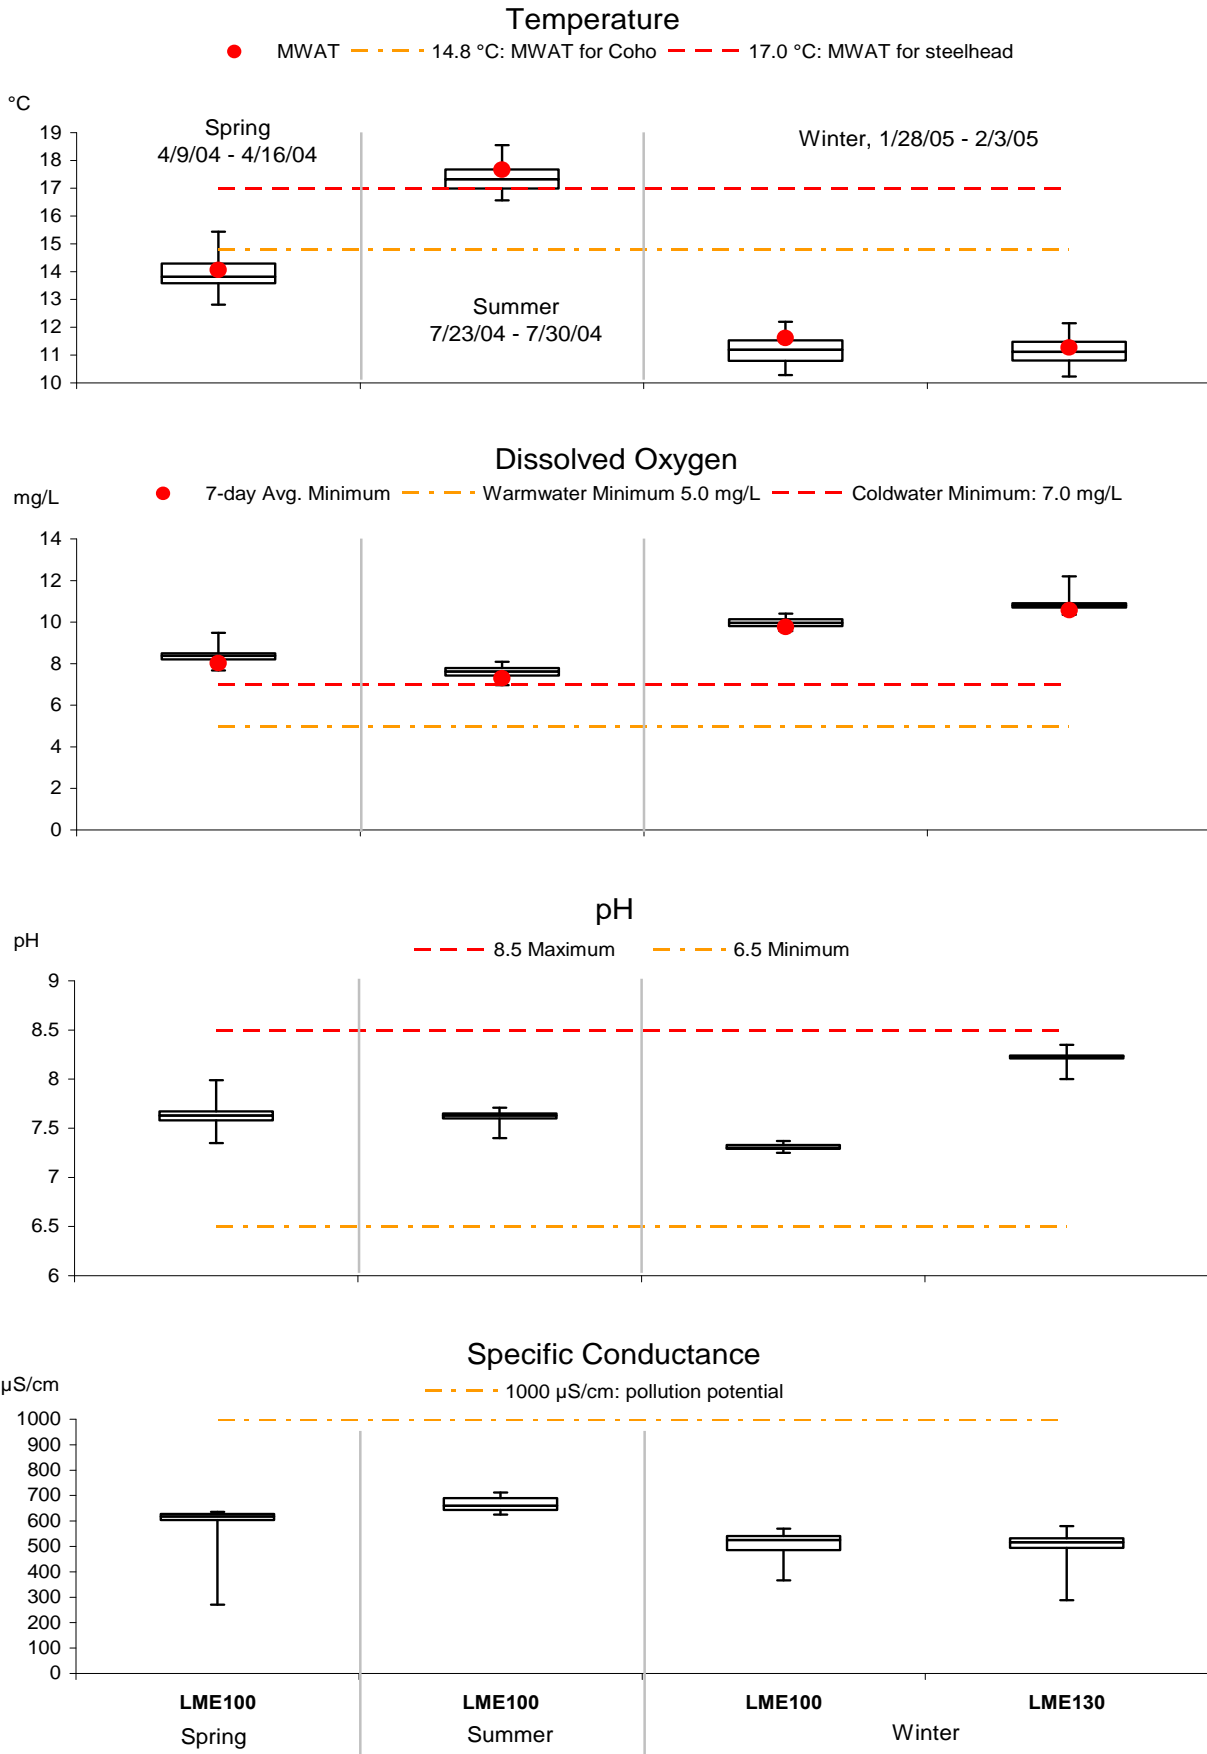 Temperature
MWAT 14.8 °C: MWAT for Coho 17.0 °C: MWAT for steelhead
°C
19
18
17
16
15
14
13
12
11
10
Spring
4/9/04 - 4/16/04
Summer
7/23/04 - 7/30/04
Winter, 1/28/05 - 2/3/05
Dissolved Oxygen
mg/L
7-day Avg. Minimum Warmwater Minimum 5.0 mg/L Coldwater Minimum: 7.0 mg/L
14
12
10
8
6
4
2
0
pH
pH
8.5 Maximum 6.5 Minimum
9
8.5
8
7.5
7
6.5
6
Specific Conductance
µS/cm
1000 µS/cm: pollution potential
1000
900
800
700
600
500
400
300
200
100
0
LME100 LME100 LME100 LME130
Spring Summer Winter